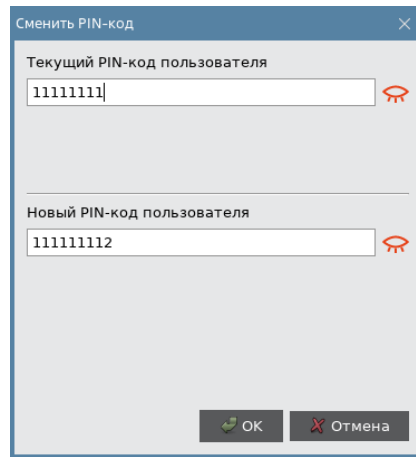 Сменить PIN-код
Текущий PIN-код пользователя
11111111
Новый PIN-код пользователя
111111112
OK
Отмена